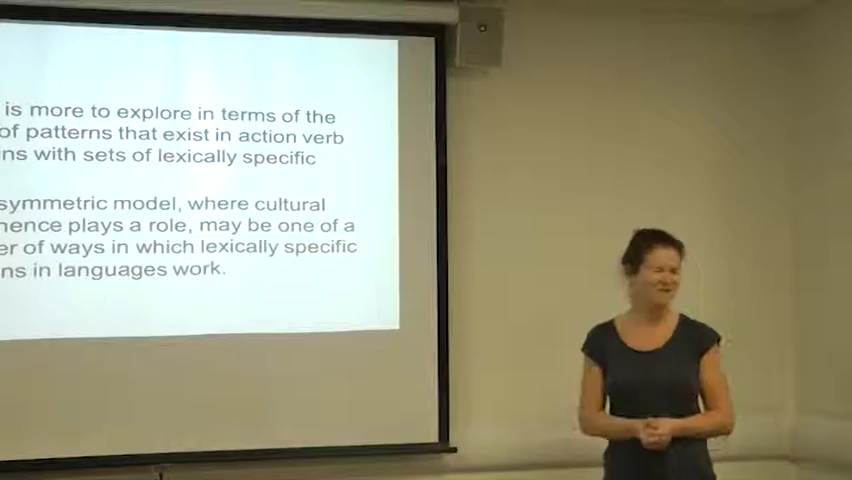 is more to explore in terms of the
of patterns that exist in action verb
ns with sets of lexically specific
symmetric model, where cultural
nence plays a role, may be one of a
er of ways in which lexically specific
ns in languages work.